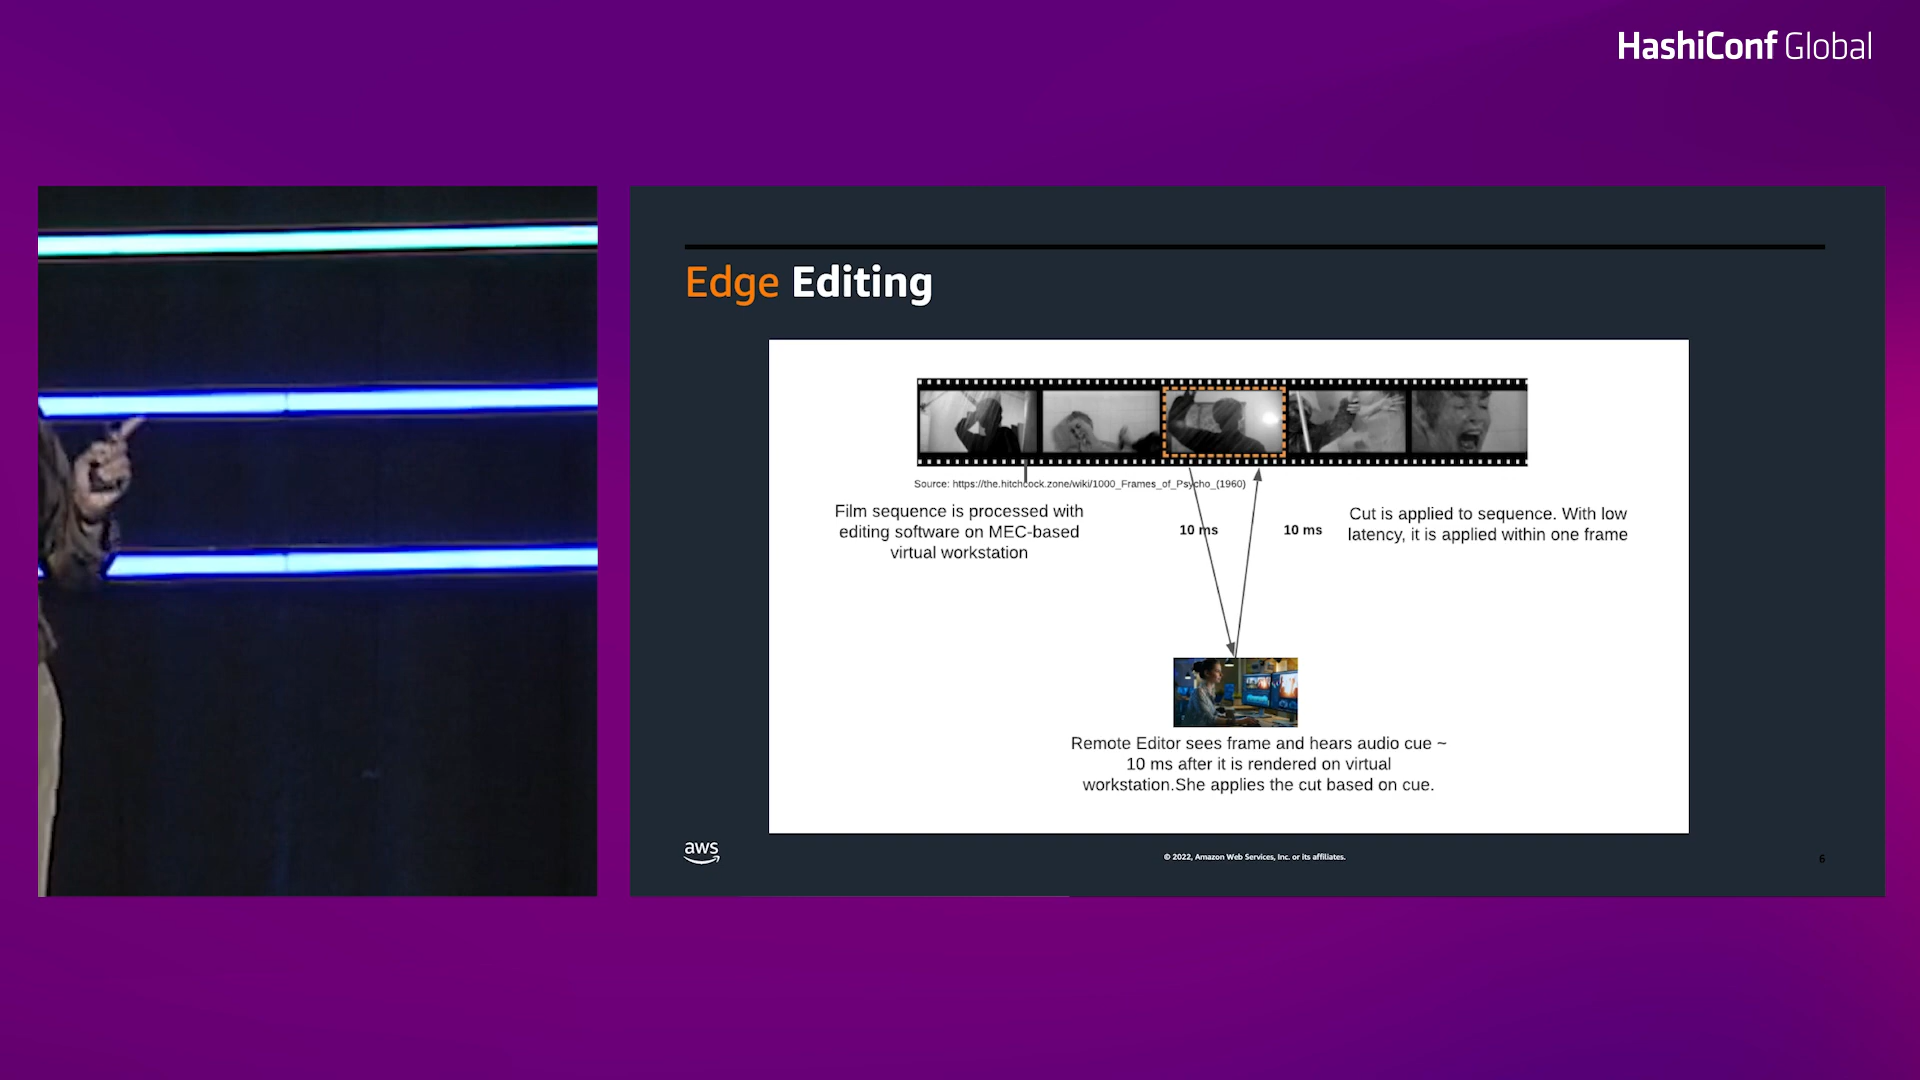 HashiConf Global
Edge Editing
Source: https://the.hitchcock.zone/wiki/1000_Frames_of_Psycho_(1960)
Film sequence is processed with
editing software on MEC-based
virtual workstation
10 ms
10 ms
Cut is applied to sequence. With low
latency, it is applied within one frame
Remote Editor sees frame and hears audio cue ~
10 ms after it is rendered on virtual
workstation.She applies the cut based on cue.
aws
© 2022, Amazon Web Services, Inc. or its affiliates.
6